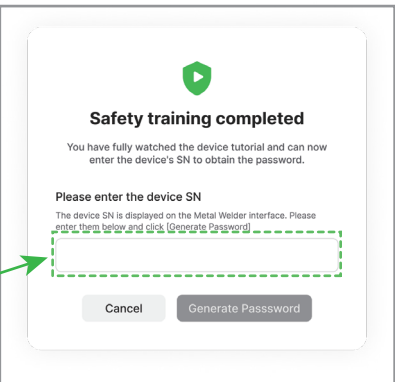 Safety training completed
You have fully watched the device tutorial and can now
enter the device's SN to obtain the password.
Please enter the device SN
The device SN is displayed on the Metal Welder interface. Please
enter them below and click [Generate Password]
Cancel
Generate Passsword